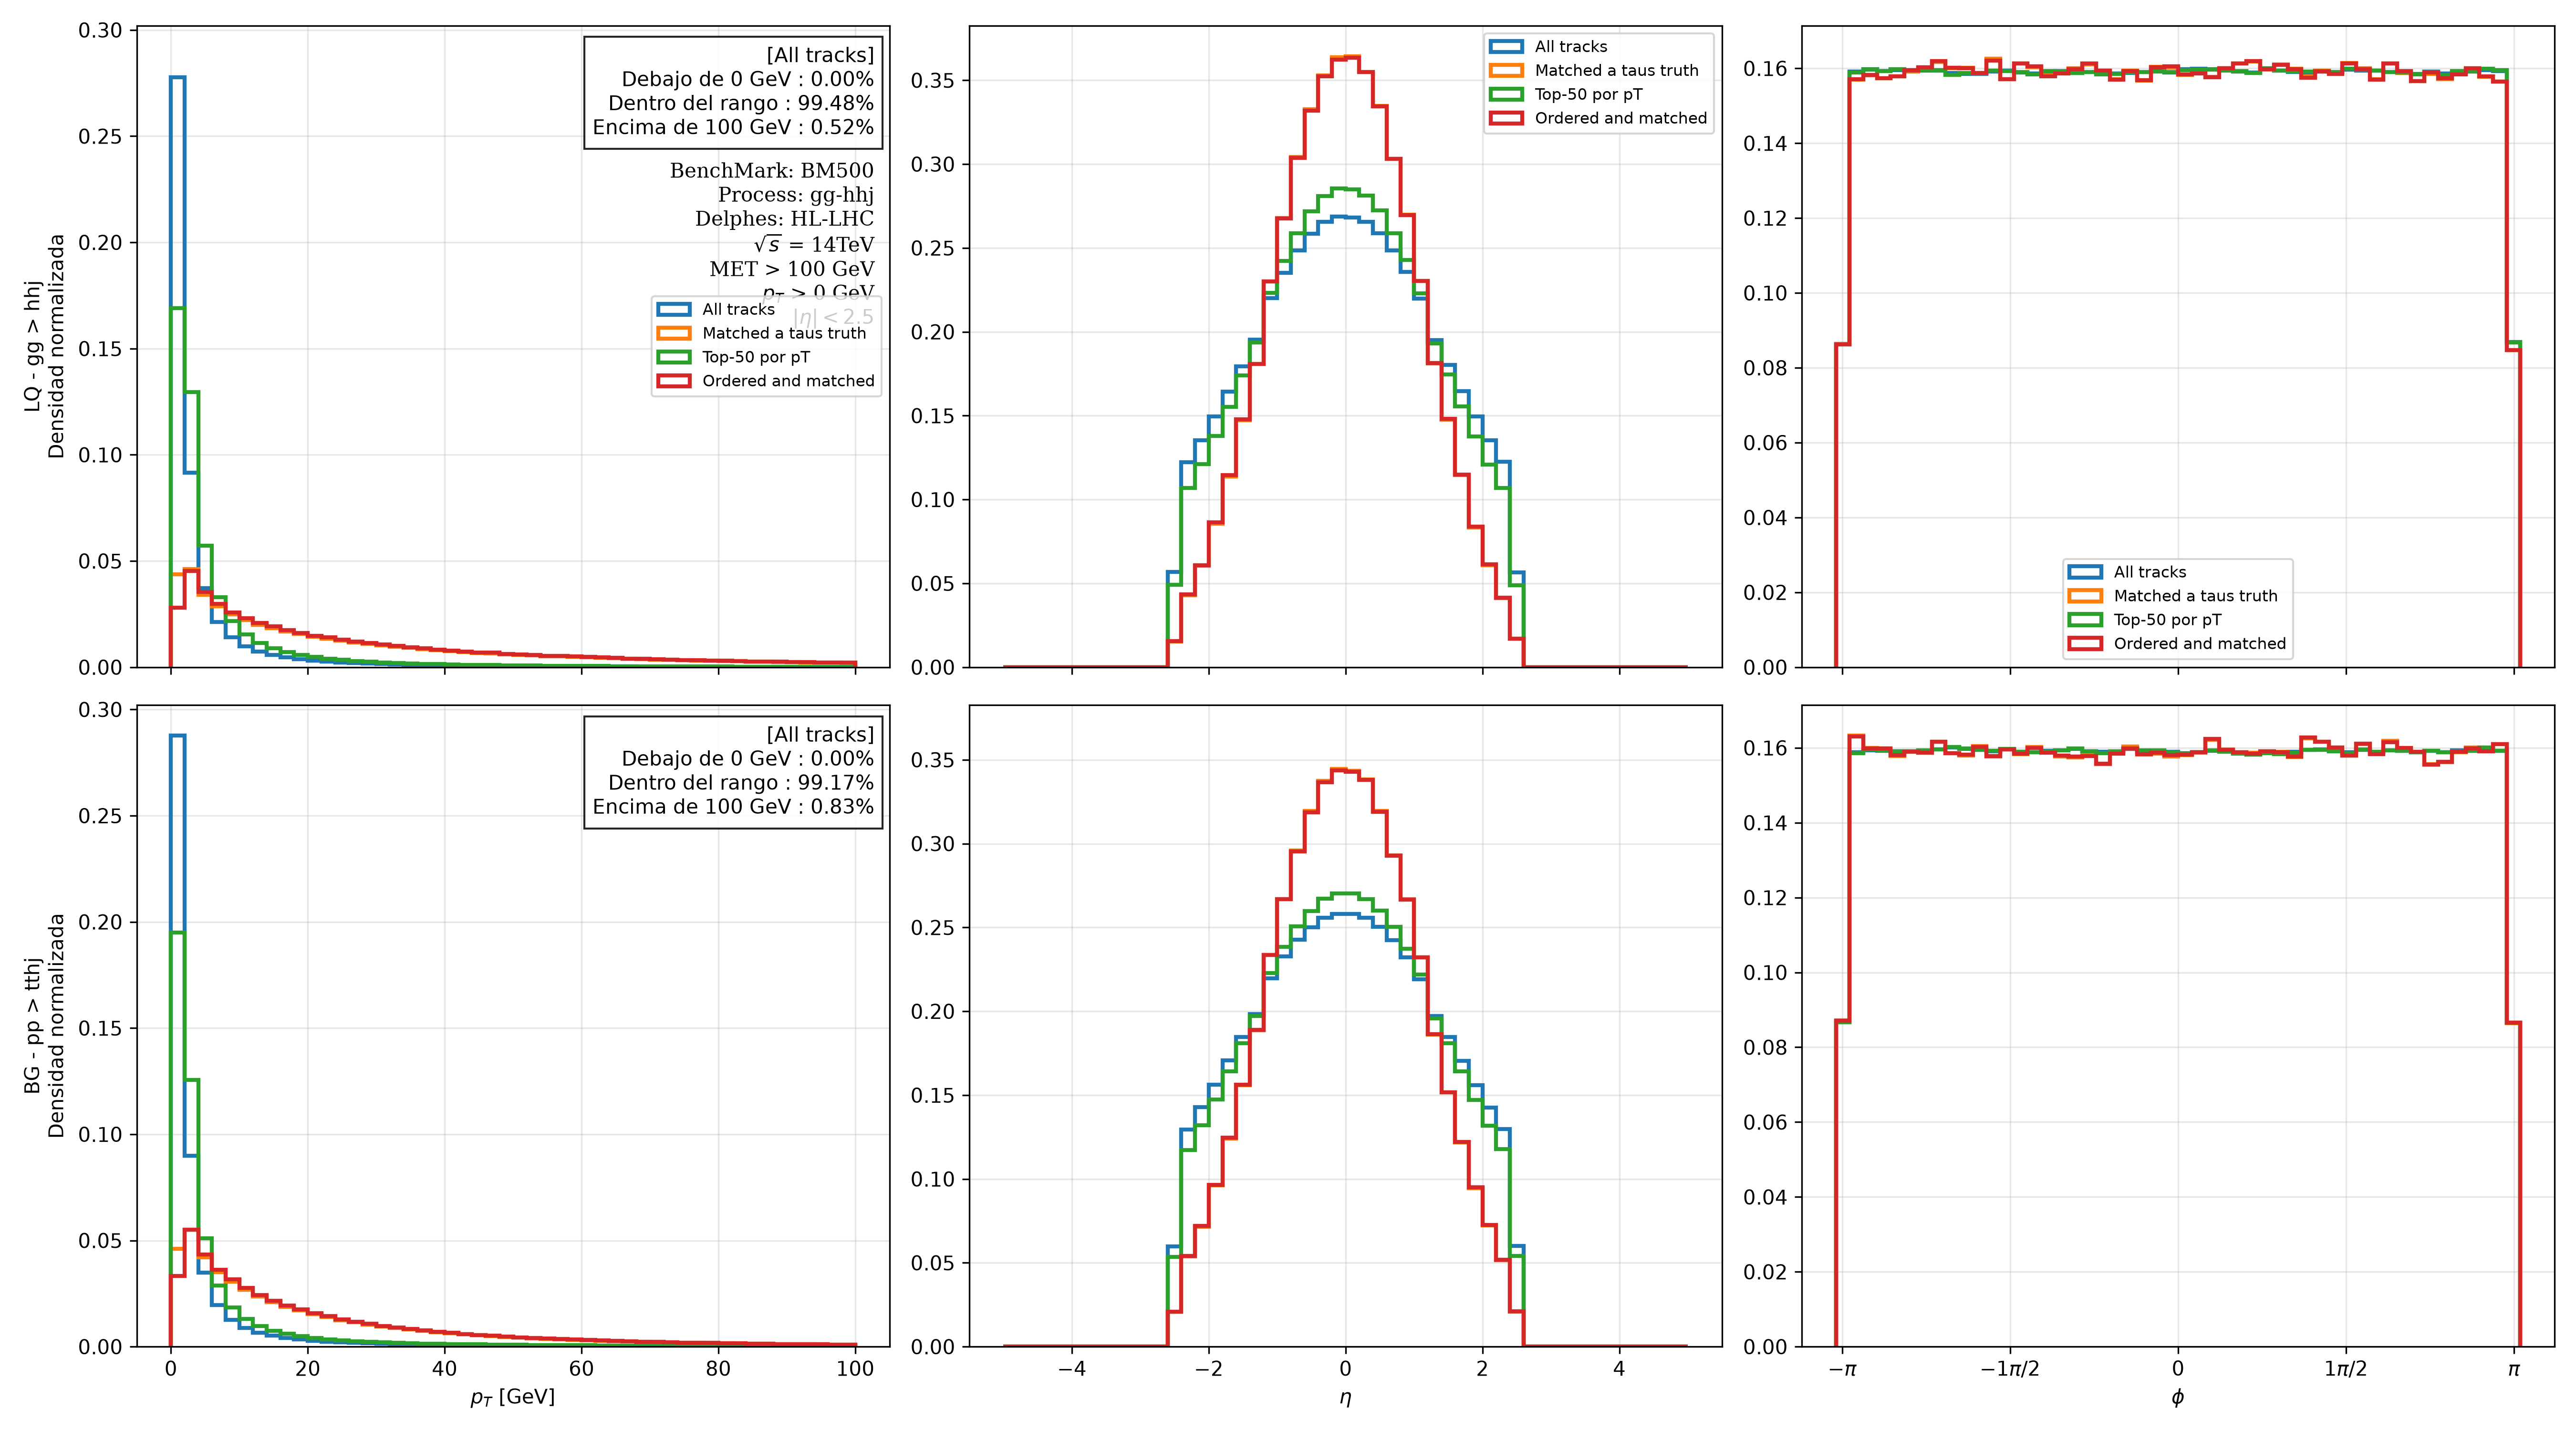 LQ - gg > hhj
Densidad normalizada
0.30
0.25
0.20
0.15
0.10
0.05
0.00
[All tracks]
Debajo de 0 GeV : 0.00%
Dentro del rango : 99.48%
Encima de 100 GeV : 0.52%
BenchMark: BM500
Process: gg-hhj
Delphes: HL-LHC
√s = 14TeV
MET > 100 GeV
pT > 0 GeV
|η| < 2.5
All tracks
Matched a taus truth
Top-50 por pT
Ordered and matched
0.35
0.30
0.25
0.20
0.15
0.10
0.05
0.00
All tracks
Matched a taus truth
Top-50 por pT
Ordered and matched
0.16
0.14
0.12
0.10
0.08
0.06
0.04
0.02
0.00
All tracks
Matched a taus truth
Top-50 por pT
Ordered and matched
BG - pp > tthj
Densidad normalizada
0.30
0.25
0.20
0.15
0.10
0.05
0.00
[All tracks]
Debajo de 0 GeV : 0.00%
Dentro del rango : 99.17%
Encima de 100 GeV : 0.83%
0 20 40 60 80 100
pT [GeV]
0.35
0.30
0.25
0.20
0.15
0.10
0.05
0.00
−4 −2 0 2 4
η
0.16
0.14
0.12
0.10
0.08
0.06
0.04
0.02
0.00
−π −1π/2 0 1π/2 π
ϕ